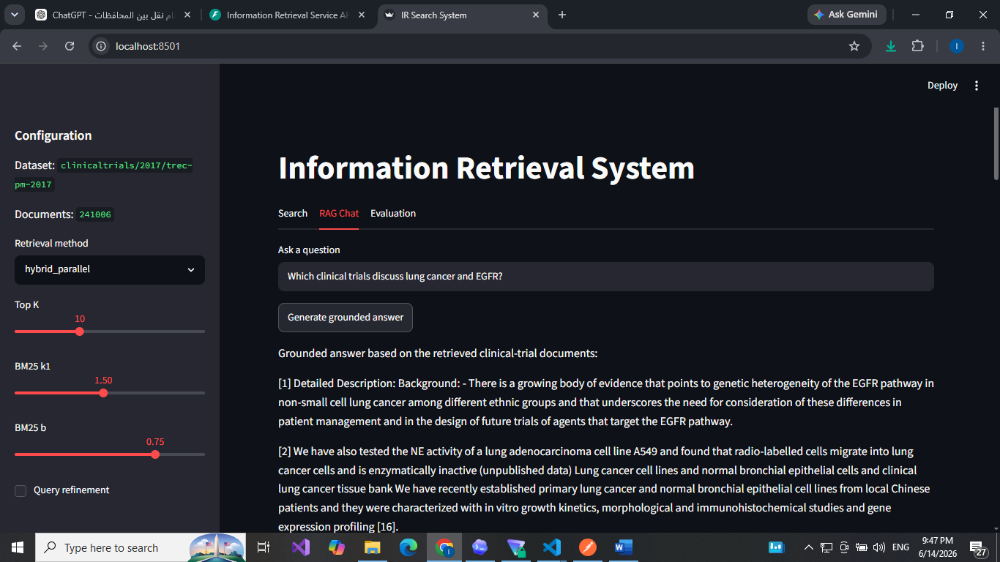 ChatGPT - نظام نقل بين المحافظات
Information Retrieval Service AP
IR Search System
Ask Gemini
localhost:8501
I
Deploy
Configuration
Dataset: clinicaltrials/2017/trec-
pm-2017
Documents: 241006
Retrieval method
hybrid_parallel
Top K
10
BM25 k1
1.50
BM25 b
0.75
Query refinement
Information Retrieval System
Search RAG Chat Evaluation
Ask a question
Which clinical trials discuss lung cancer and EGFR?
Generate grounded answer
Grounded answer based on the retrieved clinical-trial documents:
[1] Detailed Description: Background: - There is a growing body of evidence that points to genetic heterogeneity of the EGFR pathway in
non-small cell lung cancer among different ethnic groups and that underscores the need for consideration of these differences in
patient management and in the design of future trials of agents that target the EGFR pathway.
[2] We have also tested the NE activity of a lung adenocarcinoma cell line A549 and found that radio-labelled cells migrate into lung
cancer cells and is enzymatically inactive (unpublished data) Lung cancer cell lines and normal bronchial epithelial cells and clinical
lung cancer tissue bank We have recently established primary lung cancer and normal bronchial epithelial cell lines from local Chinese
patients and they were characterized with in vitro growth kinetics, morphological and immunohistochemical studies and gene
expression profiling [16].
Type here to search
ENG
9:47 PM
6/14/2026
27